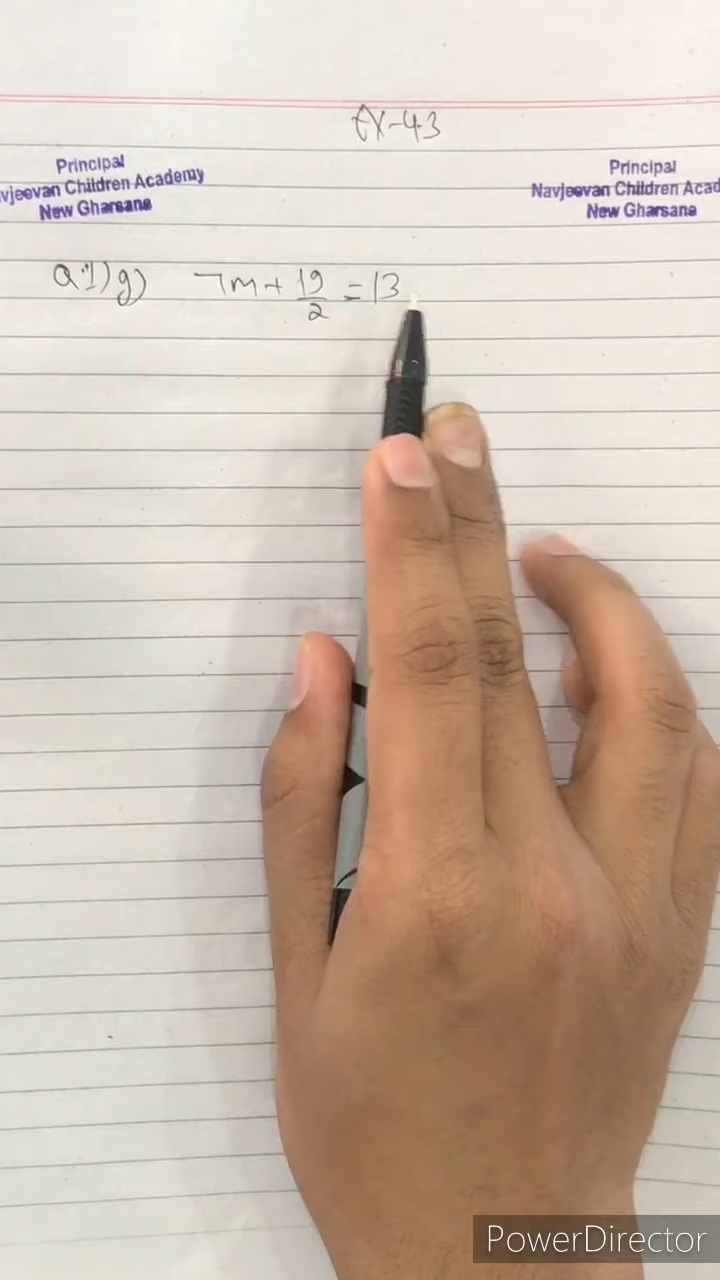 Ex-4.3
Principal
vjeevan Children Academy
New Gharsana
Principal
Navjeevan Children Acad
New Gharsana
Q.1) g) 7m + 19/2 = 13
PowerDirector